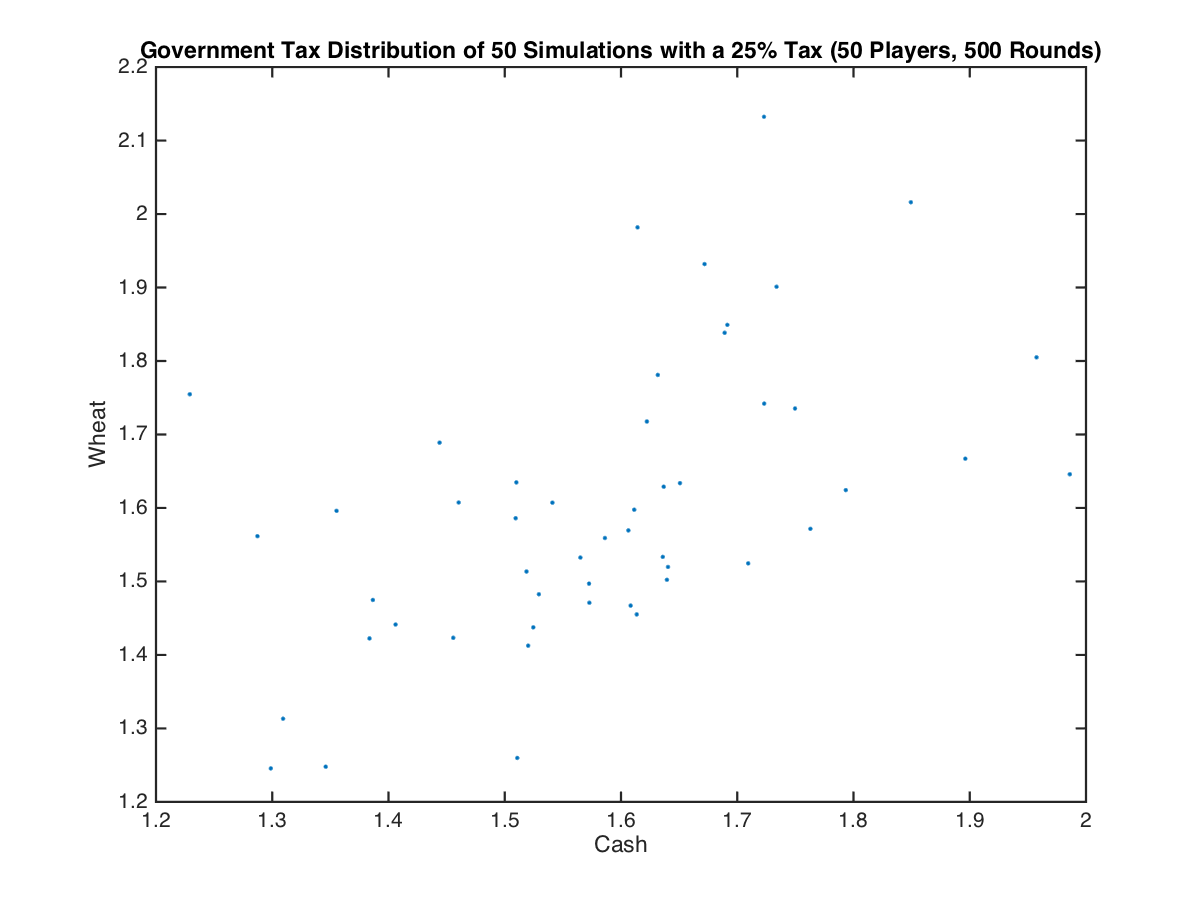 Government Tax Distribution of 50 Simulations with a 25% Tax (50 Players, 500 Rounds)
2.2
2.1
2
1.9
1.8
1.7
1.6
1.5
1.4
1.3
1.2
Wheat
1.2 1.3 1.4 1.5 1.6 1.7 1.8 1.9 2
Cash